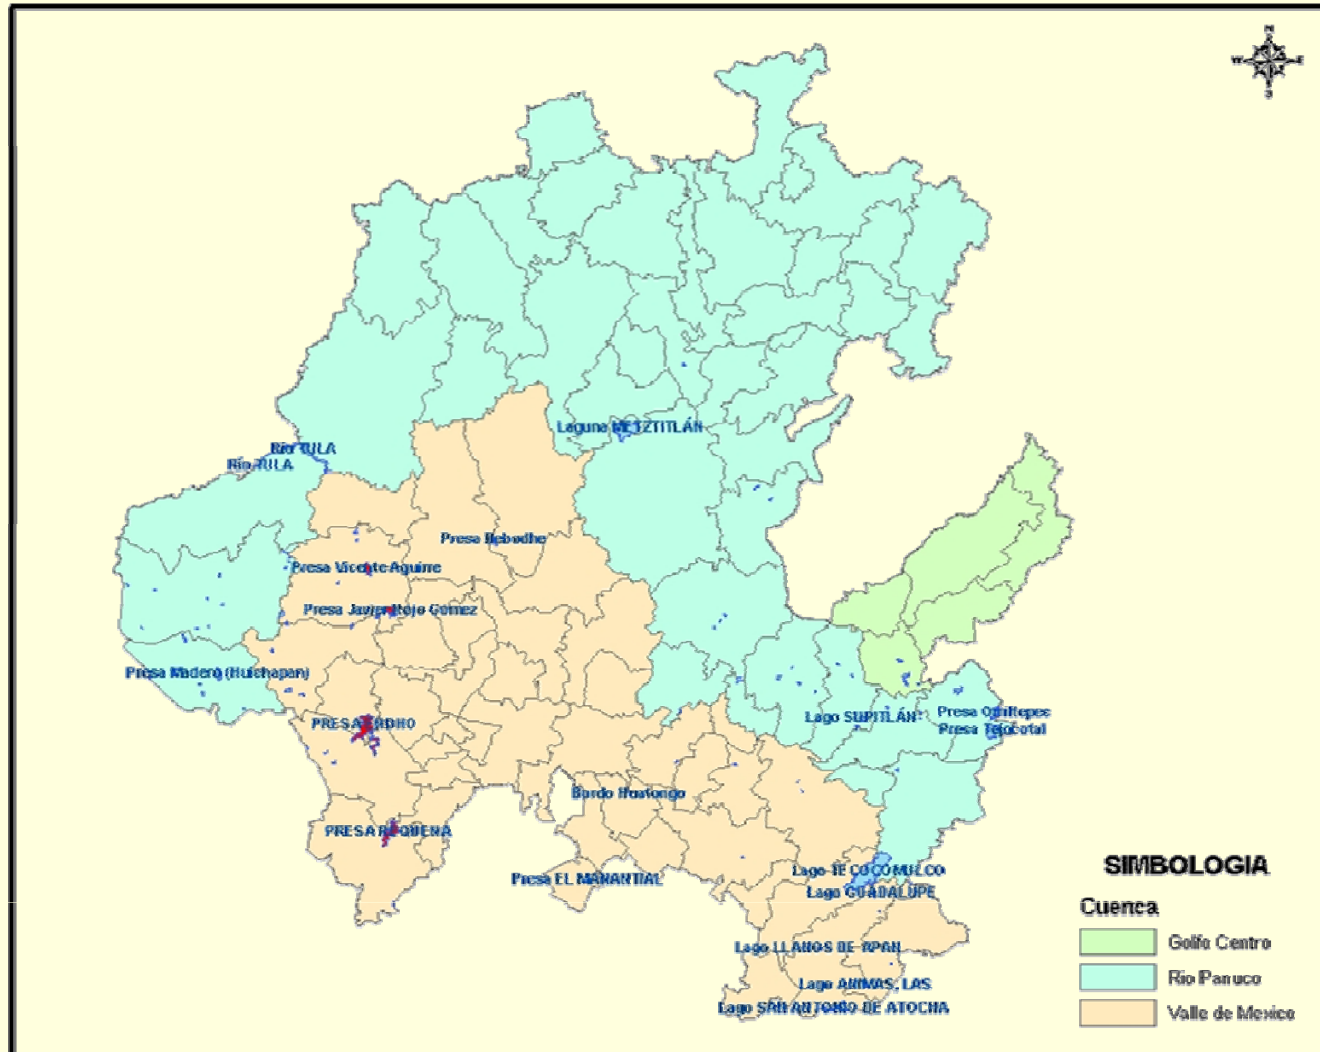 N
W E
S
Laguna METZTITLÁN
Río TULA
Río TULA
Presa Debodhe
Presa Vicente Aguirre
Presa Javier Rojo Gomez
Presa Madero (Huichapan)
PRESA ENDHO
Lago SUPITLÁN
Presa Omiltepec
Presa Tejocotal
Bordo Huatongo
PRESA REQUENA
Presa EL MANANTIAL
Lago TECOCOMULCO
Lago GUADALUPE
Lago LLANOS DE APAN
Lago ANIMAS, LAS
Lago SAN ANTONIO DE ATOCHA
SIMBOLOGIA
Cuenca
Golfo Centro
Rio Panuco
Valle de Mexico